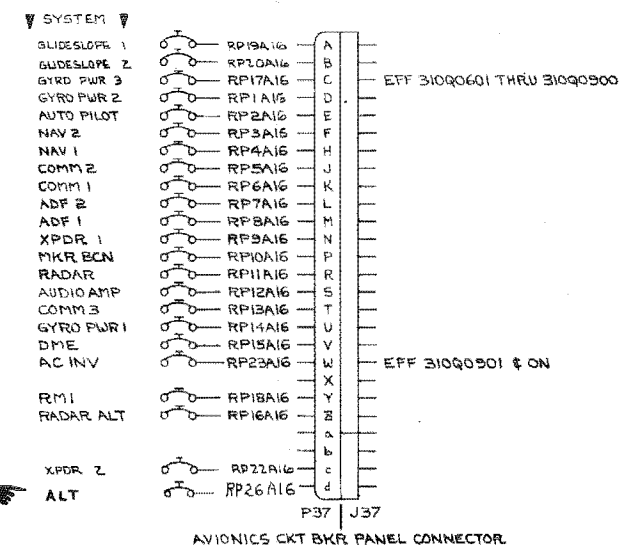 SYSTEM
GLIDESLOPE 1 RP19A16 A
GLIDESLOPE 2 RP20A16 B
GYRO PWR 3 RP17A16 C EFF 310Q0601 THRU 310Q0900
GYRO PWR 2 RP1A16 D
AUTO PILOT RP2A16 E
NAV 2 RP3A16 F
NAV 1 RP4A16 H
COMM 2 RP5A16 J
COMM 1 RP6A16 K
ADF 2 RP7A16 L
ADF 1 RP8A16 M
XPDR 1 RP9A16 N
MKR BCN RP10A16 P
RADAR RP11A16 R
AUDIO AMP RP12A16 S
COMM 3 RP13A16 T
GYRO PWR 1 RP14A16 U
DME RP15A16 V
AC INV RP23A16 W EFF 310Q0901 & ON
X
RMI RP18A16 Y
RADAR ALT RP16A16 Z
a
b
XPDR 2 RP22A16 c
ALT RP26A16 d
P37 J37
AVIONICS CKT BKR PANEL CONNECTOR